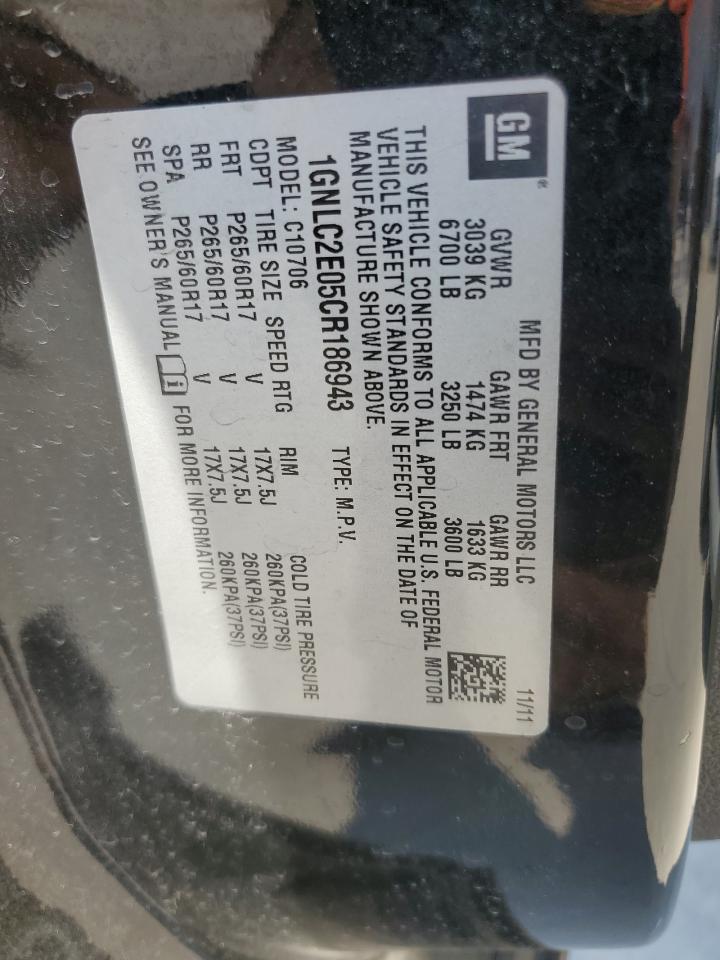 GM®
MFD BY GENERAL MOTORS LLC 11/11
GVWR GAWR FRT GAWR RR
3039 KG 1474 KG 1633 KG
6700 LB 3250 LB 3600 LB
THIS VEHICLE CONFORMS TO ALL APPLICABLE U.S. FEDERAL MOTOR
VEHICLE SAFETY STANDARDS IN EFFECT ON THE DATE OF
MANUFACTURE SHOWN ABOVE.
1GNLC2E05CR186943 TYPE: M.P.V.
MODEL: C10706
CDPT TIRE SIZE SPEED RTG RIM COLD TIRE PRESSURE
FRT P265/60R17 V 17X7.5J 260KPA(37PSI)
RR P265/60R17 V 17X7.5J 260KPA(37PSI)
SPA P265/60R17 V 17X7.5J 260KPA(37PSI)
SEE OWNER'S MANUAL i FOR MORE INFORMATION.